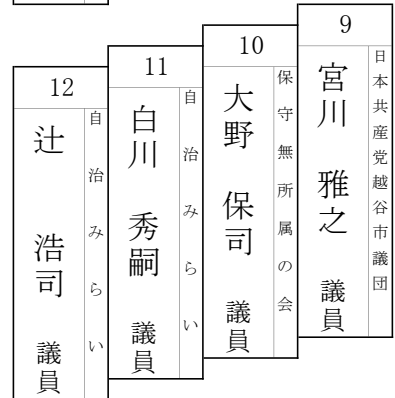 9
日本共産党越谷市議団
宮川 雅之 議員
10
保守無所属の会
大野 保司 議員
11
自治みらい
白川 秀嗣 議員
12
自治みらい
辻 浩司 議員